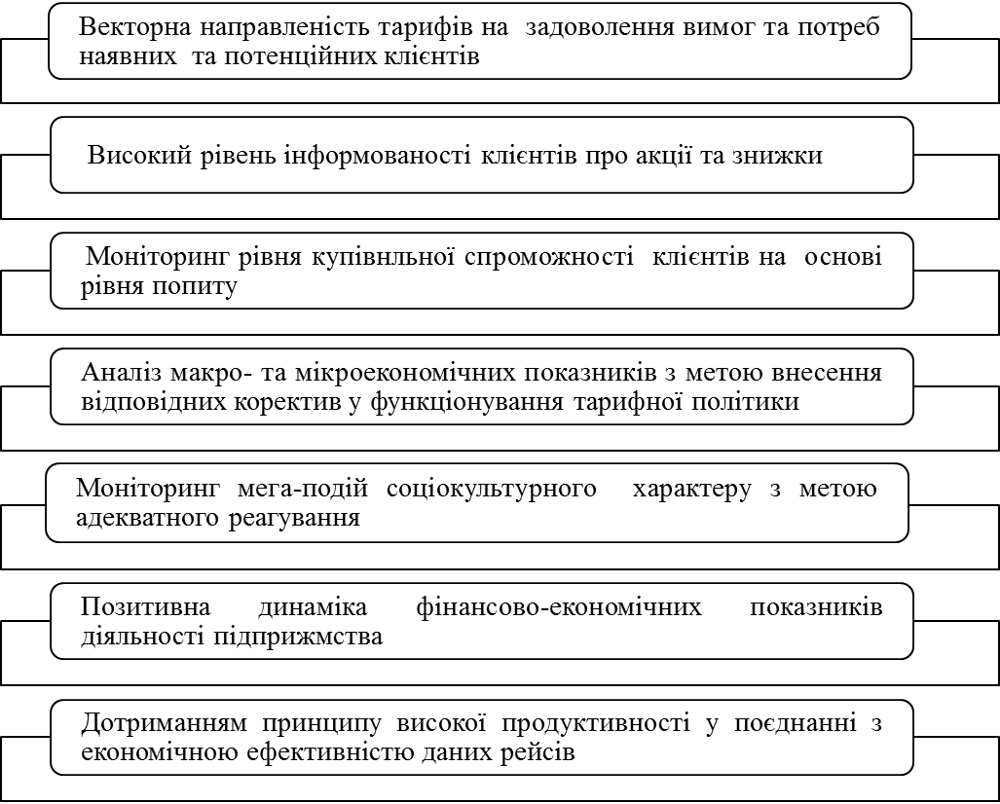 Векторна направленість тарифів на задоволення вимог та потреб
наявних та потенційних клієнтів
Високий рівень інформованості клієнтів про акції та знижки
Моніторинг рівня купівнльної спроможності клієнтів на основі
рівня попиту
Аналіз макро- та мікроекономічних показників з метою внесення
відповідних коректив у функціонування тарифної політики
Моніторинг мега-подій соціокультурного характеру з метою
адекватного реагування
Позитивна динаміка фінансово-економічних показників
діяльності підприжмства
Дотриманням принципу високої продуктивності у поєднанні з
економічною ефективністю даних рейсів